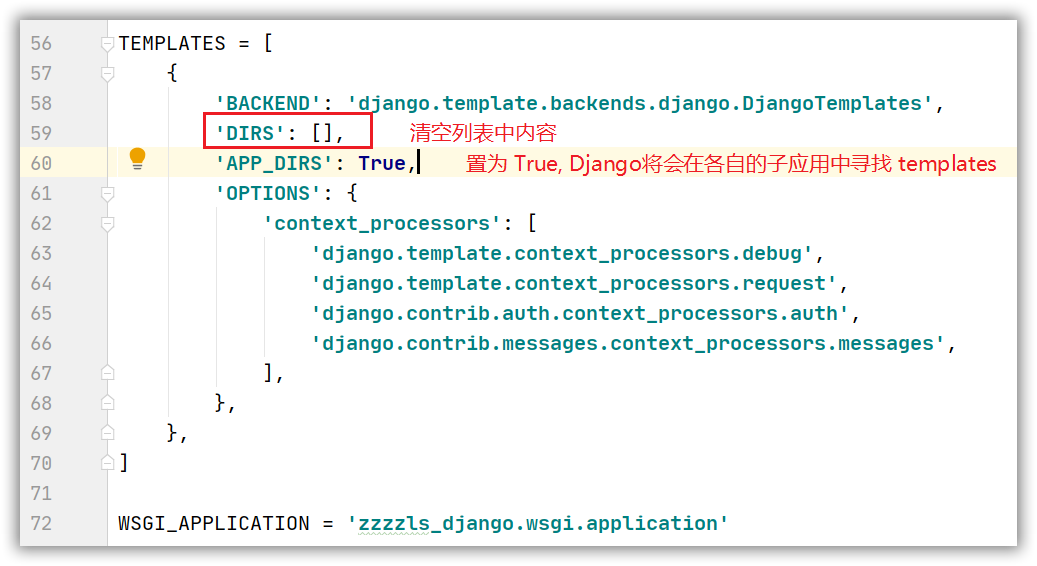 56 TEMPLATES = [
57     {
58         'BACKEND': 'django.template.backends.django.DjangoTemplates',
59         'DIRS': [], 清空列表中内容
60         'APP_DIRS': True, 置为 True, Django将会在各自的子应用中寻找 templates
61         'OPTIONS': {
62             'context_processors': [
63                 'django.template.context_processors.debug',
64                 'django.template.context_processors.request',
65                 'django.contrib.auth.context_processors.auth',
66                 'django.contrib.messages.context_processors.messages',
67             ],
68         },
69     },
70 ]
71
72 WSGI_APPLICATION = 'zzzzls_django.wsgi.application'